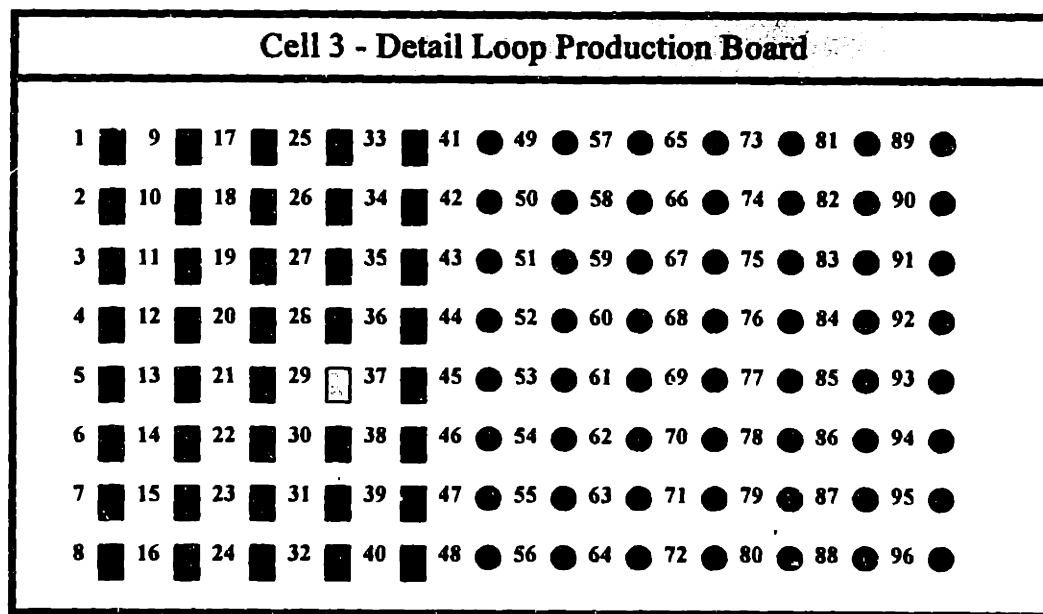 Cell 3 - Detail Loop Production Board
1 9 17 25 33 41 49 57 65 73 81 89
2 10 18 26 34 42 50 58 66 74 82 90
3 11 19 27 35 43 51 59 67 75 83 91
4 12 20 28 36 44 52 60 68 76 84 92
5 13 21 29 37 45 53 61 69 77 85 93
6 14 22 30 38 46 54 62 70 78 86 94
7 15 23 31 39 47 55 63 71 79 87 95
8 16 24 32 40 48 56 64 72 80 88 96